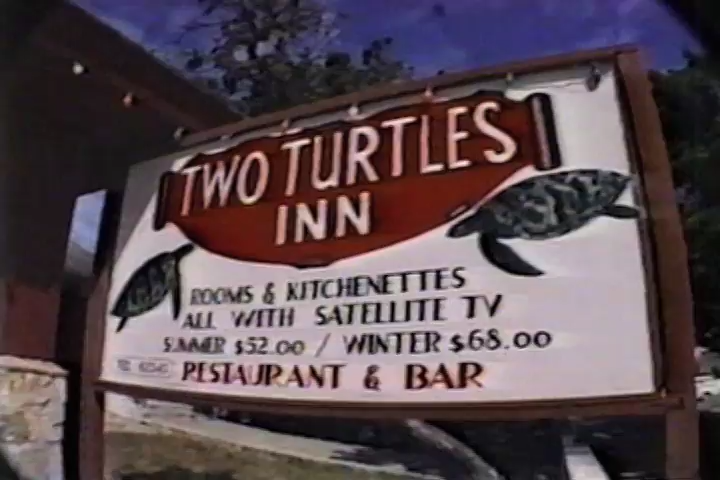 TWO TURTLES
INN
ROOMS & KITCHENETTES
ALL WITH SATELLITE TV
SUMMER $52.00 / WINTER $68.00
RESTAURANT & BAR